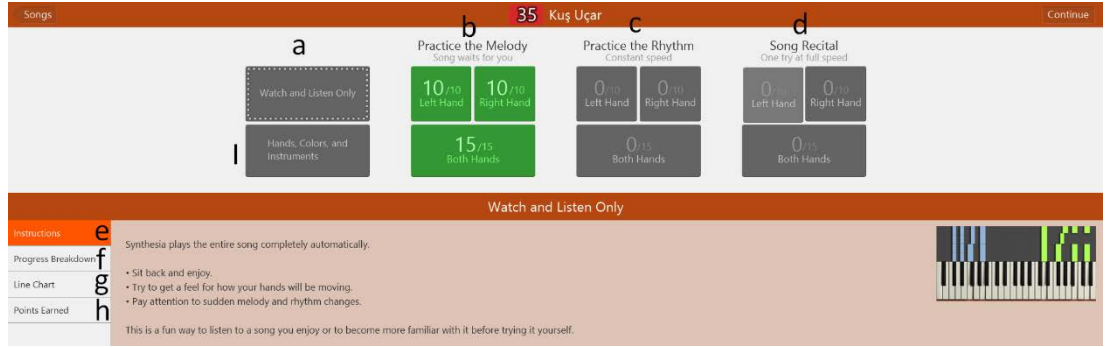 Songs
35 Kuş Uçar
Continue
a
b
c
d
Practice the Melody
Song waits for you
Practice the Rhythm
Constant speed
Song Recital
One try at full speed
Watch and Listen Only
10/10
Left Hand
10/10
Right Hand
0/10
Left Hand
0/10
Right Hand
0/10
Left Hand
0/10
Right Hand
l
Hands, Colors, and
Instruments
15/15
Both Hands
0/15
Both Hands
0/15
Both Hands
Watch and Listen Only
Instructions e
Progress Breakdown f
Line Chart g
Points Earned h
Synthesia plays the entire song completely automatically.
• Sit back and enjoy.
• Try to get a feel for how your hands will be moving.
• Pay attention to sudden melody and rhythm changes.
This is a fun way to listen to a song you enjoy or to become more familiar with it before trying it yourself.